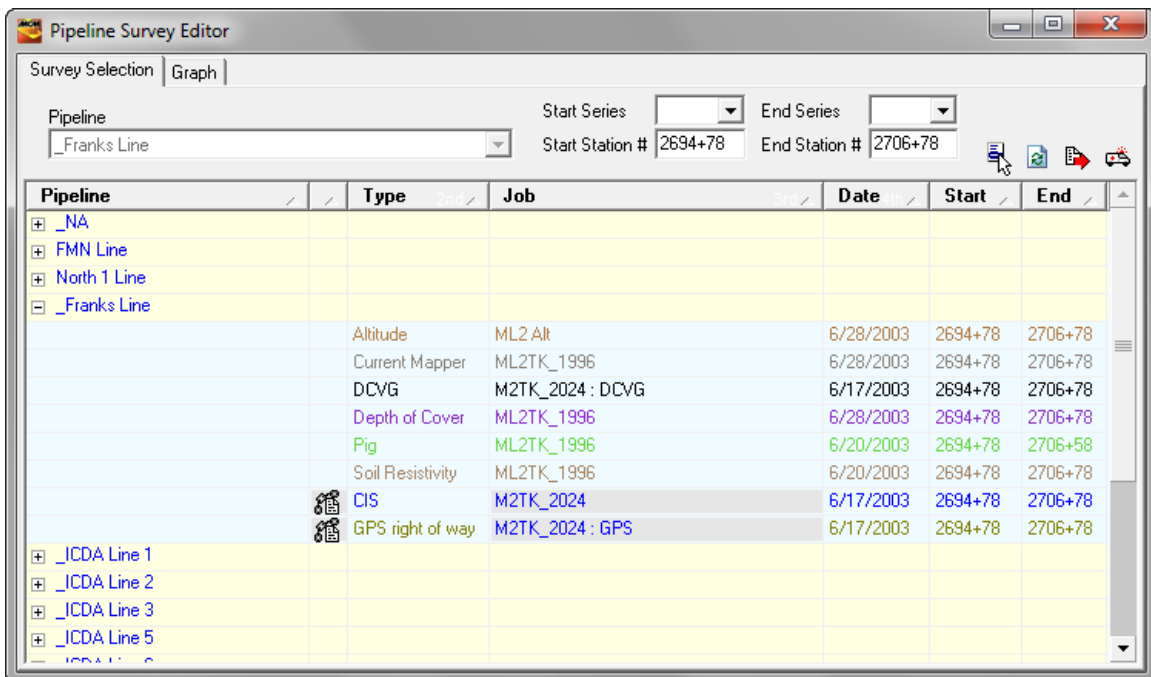 Pipeline Survey Editor
Survey Selection Graph
Pipeline Start Series End Series
_Franks Line Start Station # 2694+78 End Station # 2706+78
Pipeline Type 2nd Job 3rd Date 4th Start End
_NA
FMN Line
North 1 Line
_Franks Line
Altitude ML2 Alt 6/28/2003 2694+78 2706+78
Current Mapper ML2TK_1996 6/28/2003 2694+78 2706+78
DCVG M2TK_2024 : DCVG 6/17/2003 2694+78 2706+78
Depth of Cover ML2TK_1996 6/28/2003 2694+78 2706+78
Pig ML2TK_1996 6/20/2003 2694+78 2706+58
Soil Resistivity ML2TK_1996 6/20/2003 2694+78 2706+78
CIS M2TK_2024 6/17/2003 2694+78 2706+78
GPS right of way M2TK_2024 : GPS 6/17/2003 2694+78 2706+78
_ICDA Line 1
_ICDA Line 2
_ICDA Line 3
_ICDA Line 5